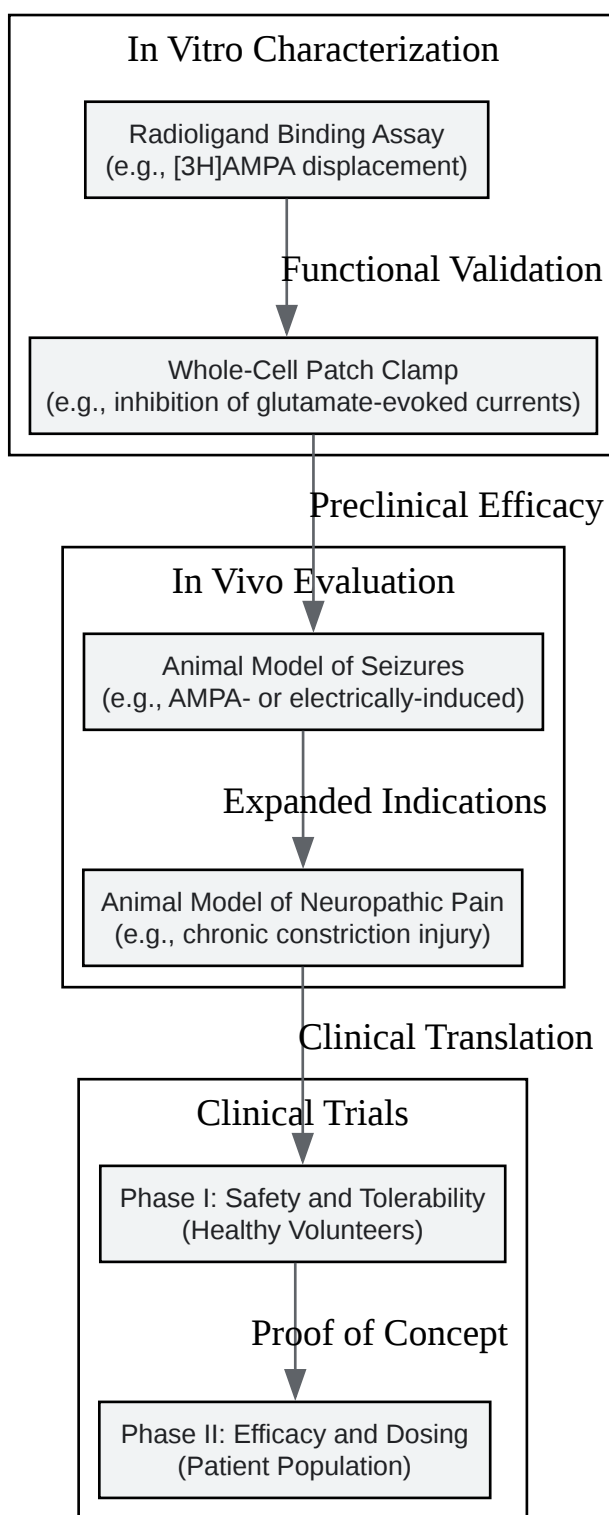 In Vitro Characterization
Radioligand Binding Assay
(e.g., [3H]AMPA displacement)
Functional Validation
Whole-Cell Patch Clamp
(e.g., inhibition of glutamate-evoked currents)
Preclinical Efficacy
In Vivo Evaluation
Animal Model of Seizures
(e.g., AMPA- or electrically-induced)
Expanded Indications
Animal Model of Neuropathic Pain
(e.g., chronic constriction injury)
Clinical Translation
Clinical Trials
Phase I: Safety and Tolerability
(Healthy Volunteers)
Proof of Concept
Phase II: Efficacy and Dosing
(Patient Population)